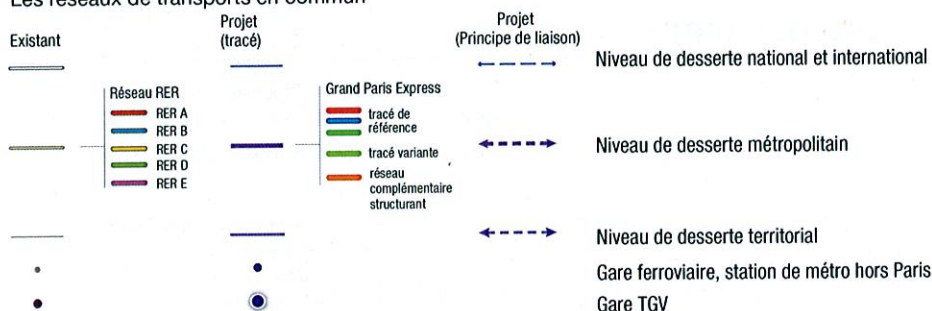 Les réseaux de transports en commun
Existant
Projet
(tracé)
Projet
(Principe de liaison)
Niveau de desserte national et international
Réseau RER
RER A
RER B
RER C
RER D
RER E
Grand Paris Express
tracé de
référence
tracé variante
réseau
complémentaire
structurant
Niveau de desserte métropolitain
Niveau de desserte territorial
Gare ferroviaire, station de métro hors Paris
Gare TGV